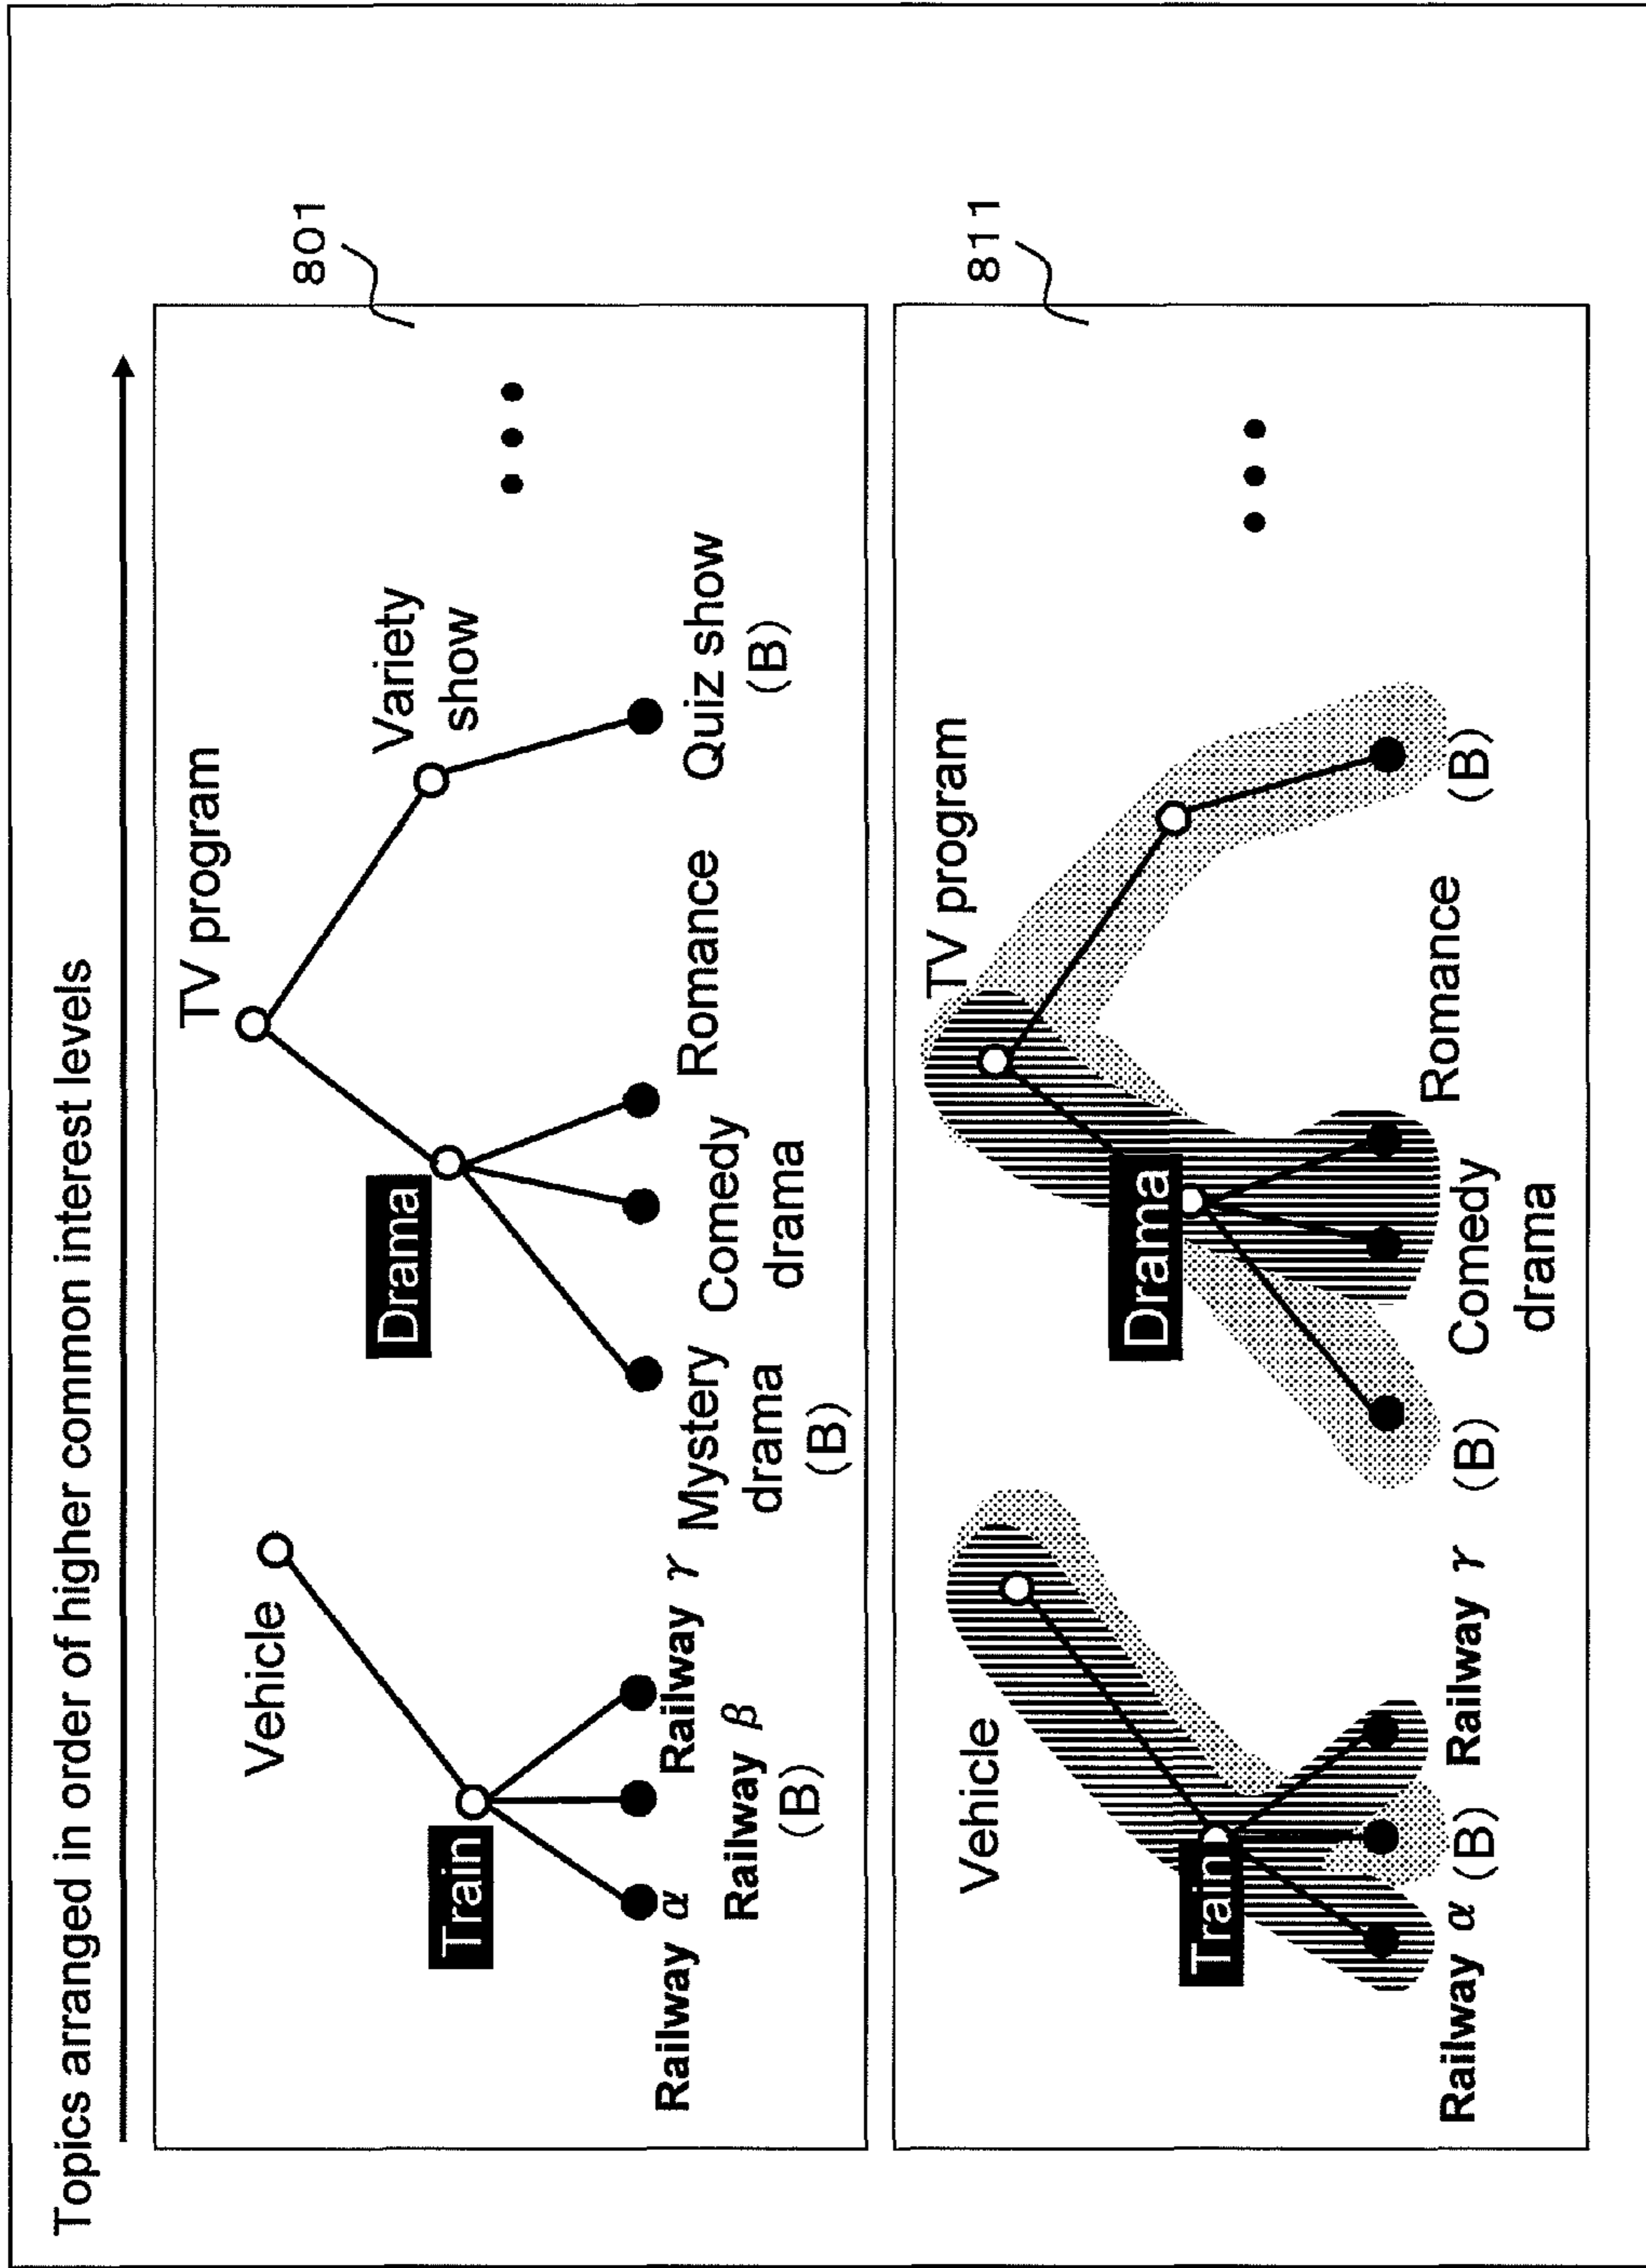 Topics arranged in order of higher common interest levels
801
TV program
Vehicle
Variety
show
Drama
Train
Railway α
Railway β
(B)
Railway γ
Mystery
drama
(B)
Comedy
drama
Romance
Quiz show
(B)
811
TV program
Vehicle
Drama
Train
Railway α
(B)
Railway γ
(B)
Comedy
drama
Romance
(B)